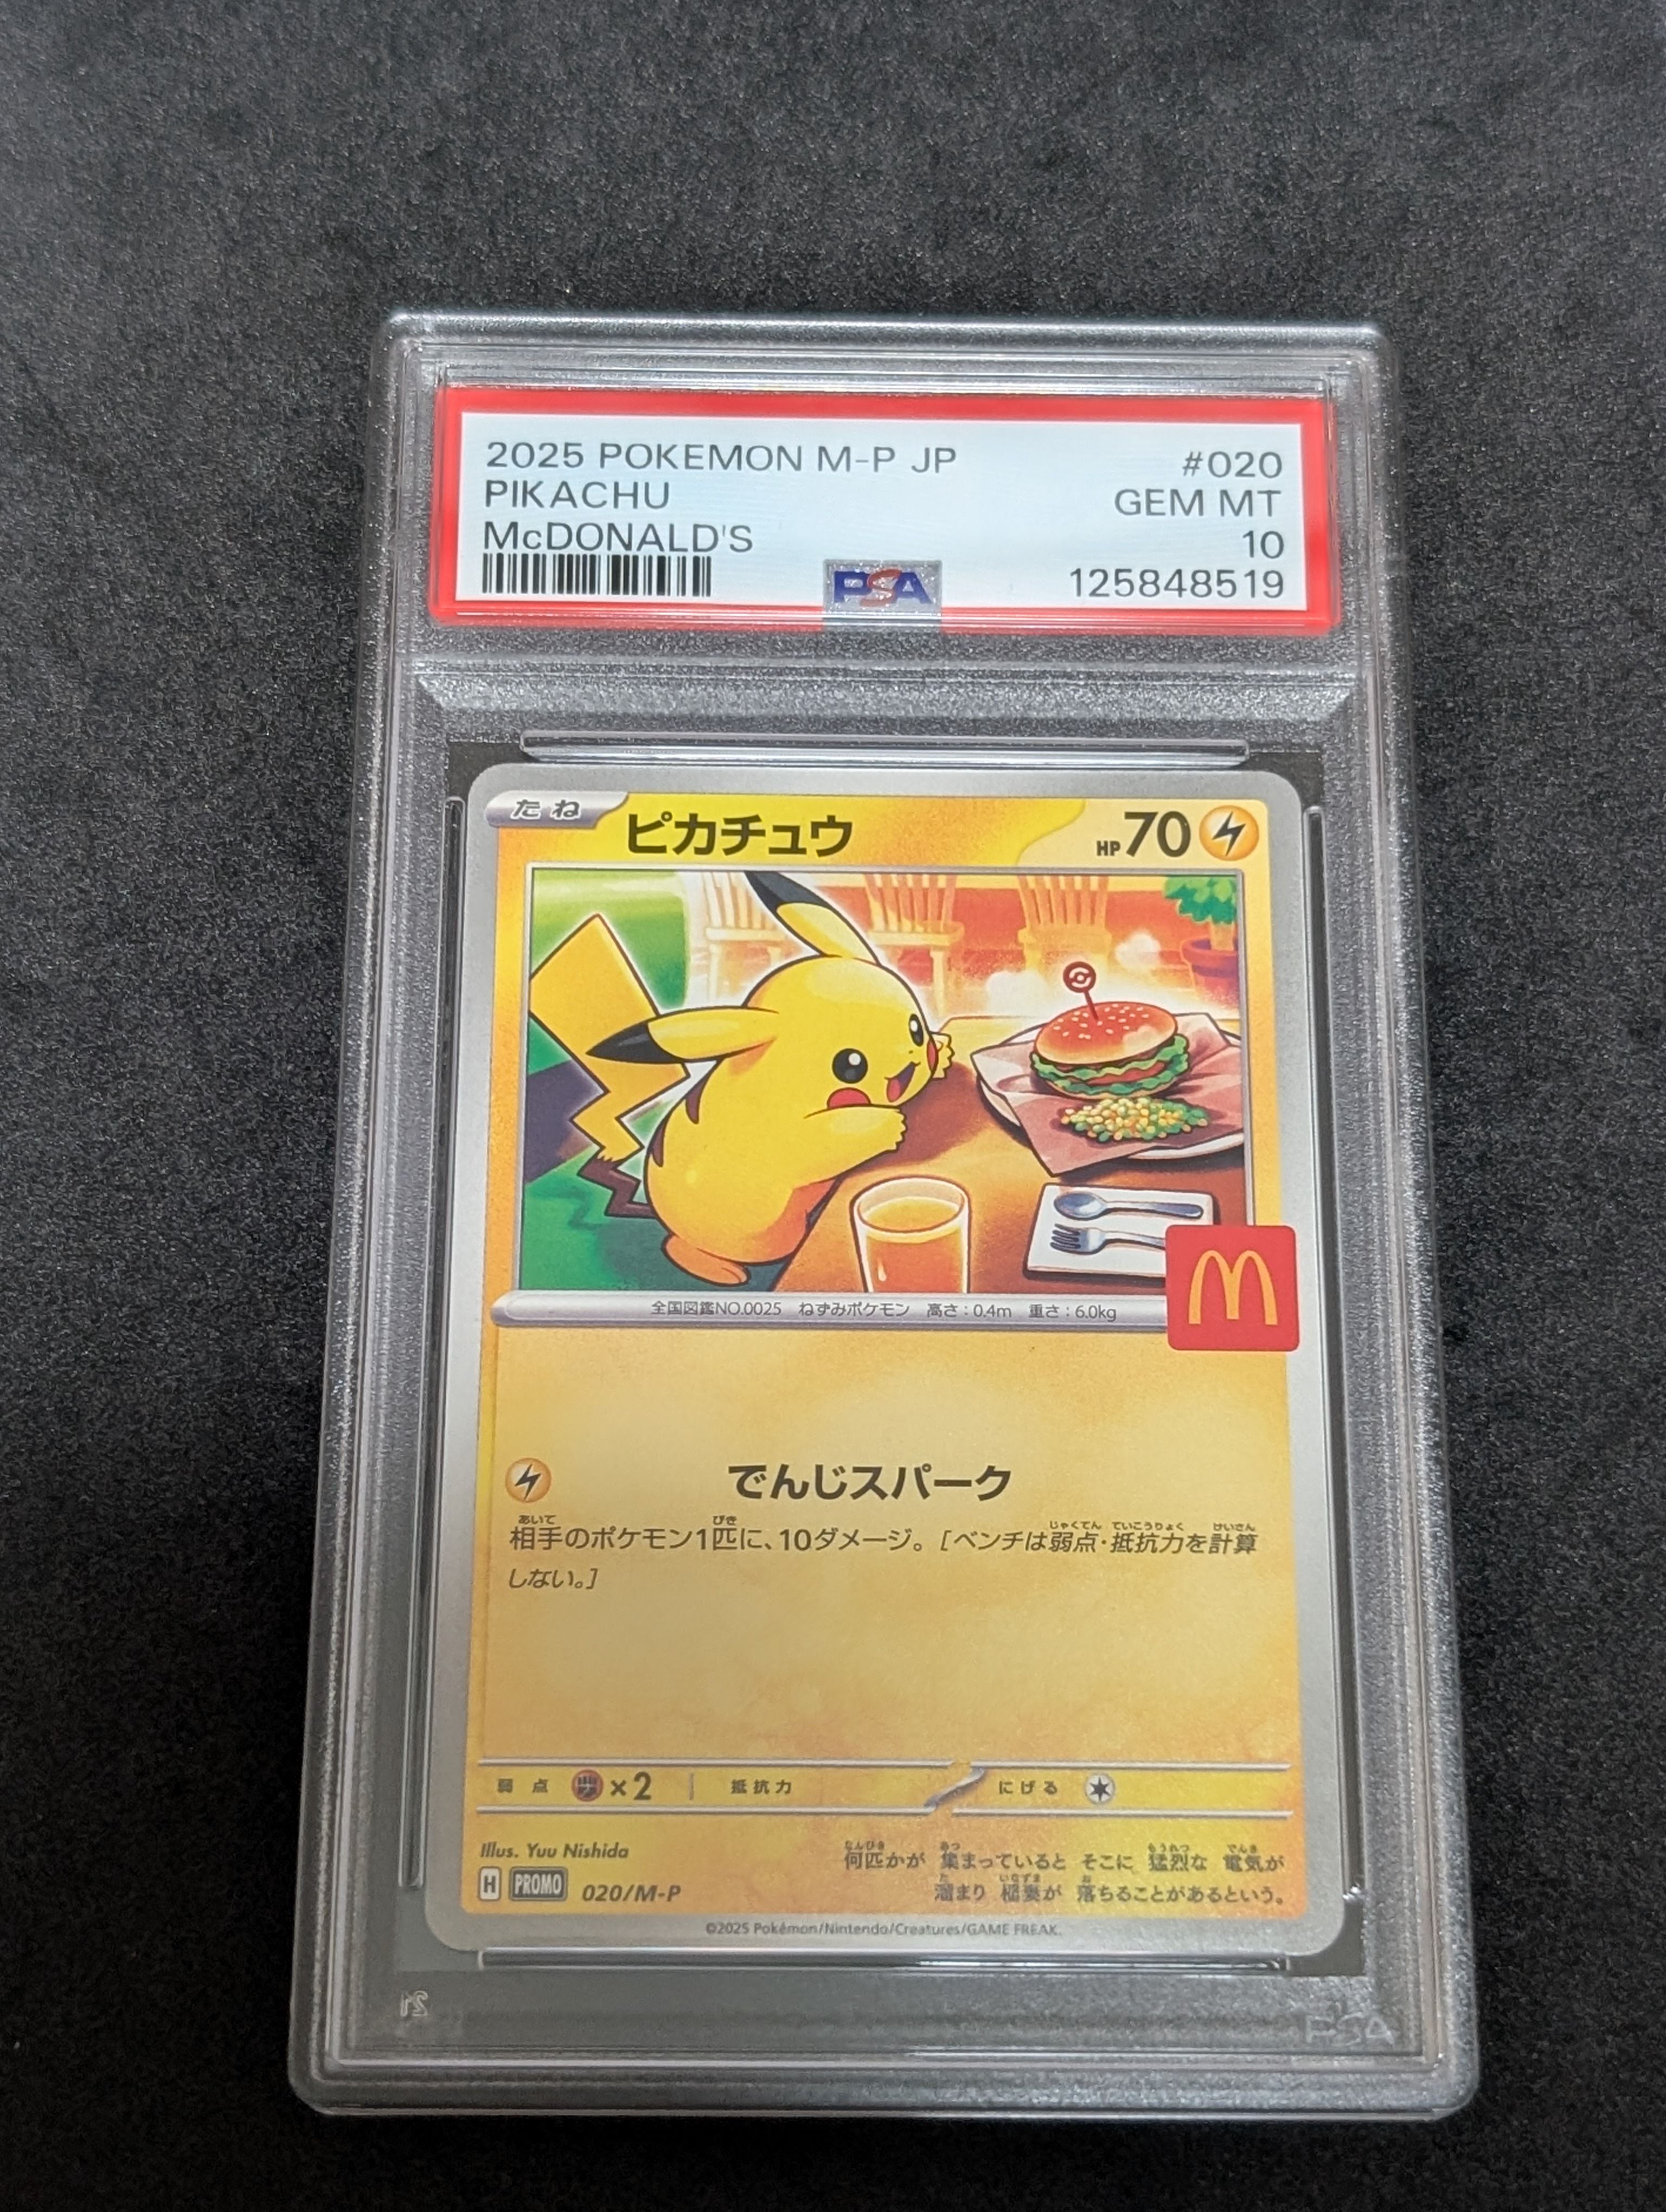 2025 POKEMON M-P JP #020
PIKACHU GEM MT
McDONALD'S 10
PSA 125848519
たね ピカチュウ HP70
全国図鑑NO.0025 ねずみポケモン 高さ:0.4m 重さ:6.0kg
でんじスパーク
相手のポケモン1匹に、10ダメージ。[ベンチは弱点・抵抗力を計算
しない。]
弱点 ×2 抵抗力 にげる
Illus. Yuu Nishida
H PROMO 020/M-P
何匹かが 集まっていると そこに 猛烈な 電気が
溜まり 稲妻が 落ちることがあるという。
©2025 Pokémon/Nintendo/Creatures/GAME FREAK.
PSA